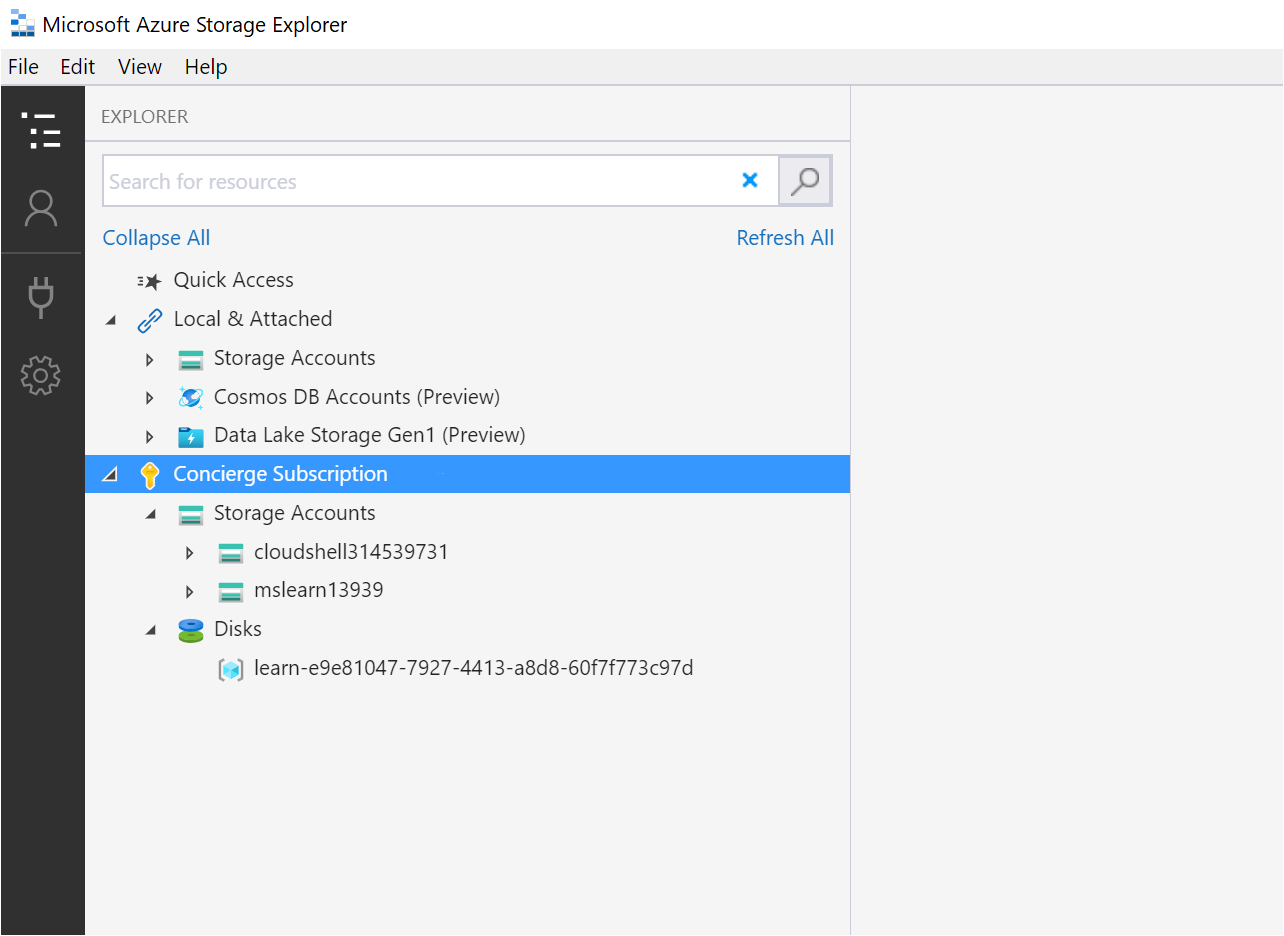 Microsoft Azure Storage Explorer
File Edit View Help
EXPLORER
Search for resources
Collapse All Refresh All
Quick Access
Local & Attached
Storage Accounts
Cosmos DB Accounts (Preview)
Data Lake Storage Gen1 (Preview)
Concierge Subscription
Storage Accounts
cloudshell314539731
mslearn13939
Disks
learn-e9e81047-7927-4413-a8d8-60f7f773c97d